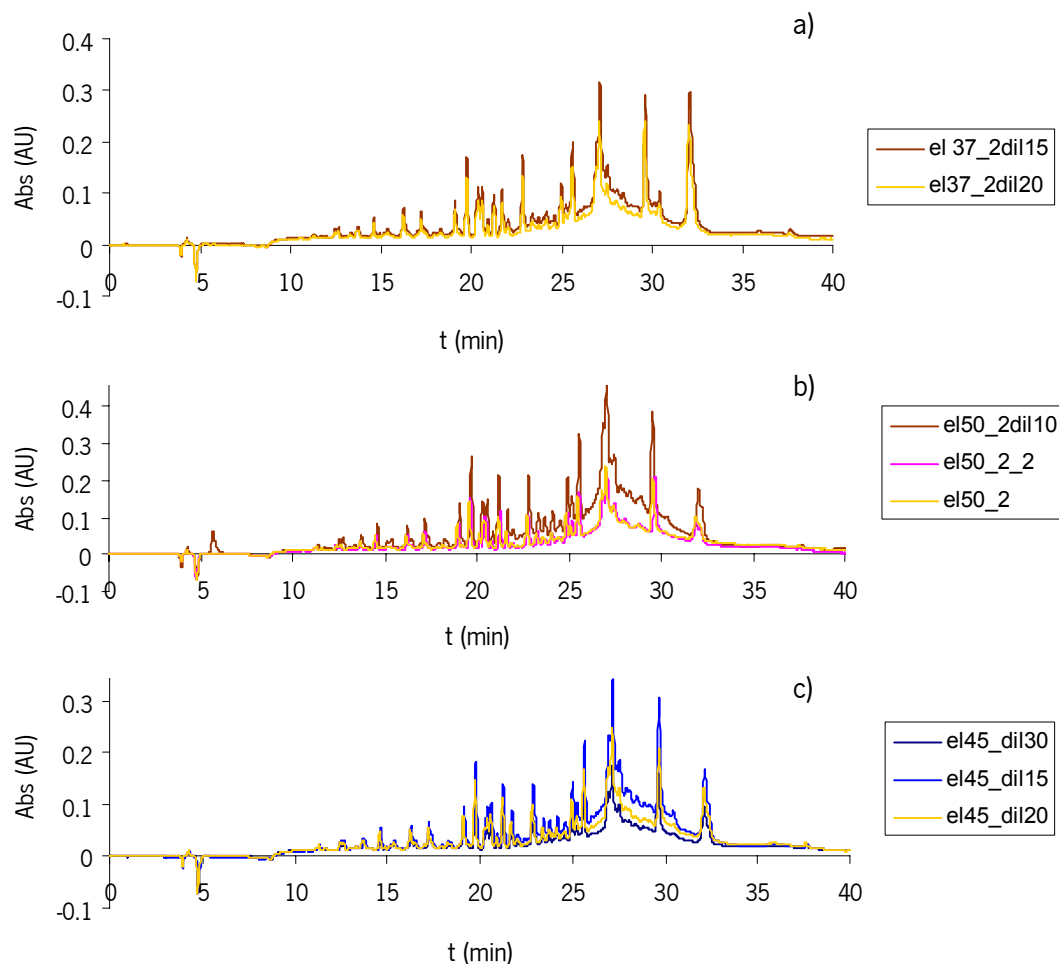 a)
0.4
0.3
0.2
0.1
0
-0.1
Abs (AU)
0 5 10 15 20 25 30 35 40
t (min)
el 37_2dil15
el37_2dil20
b)
0.4
0.3
0.2
0.1
0
-0.1
Abs (AU)
0 5 10 15 20 25 30 35 40
t (min)
el50_2dil10
el50_2_2
el50_2
c)
0.3
0.2
0.1
0
-0.1
Abs (AU)
0 5 10 15 20 25 30 35 40
t (min)
el45_dil30
el45_dil15
el45_dil20